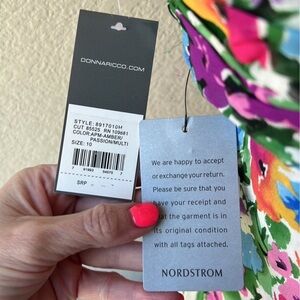 DONNARICCO.COM
STYLE: 8917010M
CUT 85525 RN 109681
COLOR:APM-AMBER/
PASSION/MULTI
SIZE: 10
SRP
We are happy to accept
or exchange your return.
Please be sure that you
have your receipt and
that the garment is in
its original condition
with all tags attached.
NORDSTROM